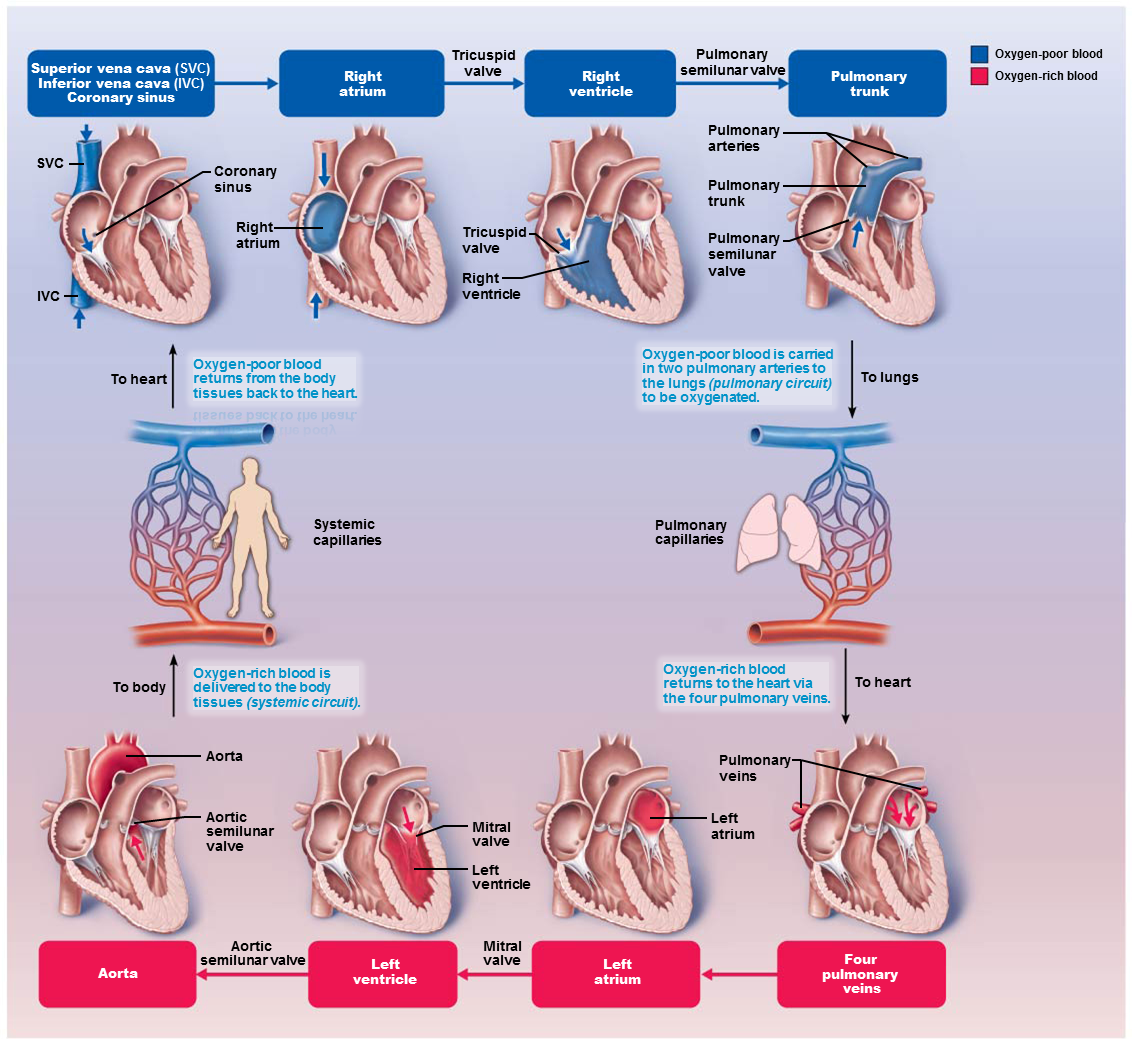 Superior vena cava (SVC)
Inferior vena cava (IVC)
Coronary sinus
Right
atrium
Tricuspid
valve
Right
ventricle
Pulmonary
semilunar valve
Pulmonary
trunk
Oxygen-poor blood
Oxygen-rich blood
SVC
Coronary
sinus
IVC
Right
atrium
Tricuspid
valve
Right
ventricle
Pulmonary
arteries
Pulmonary
trunk
Pulmonary
semilunar
valve
To heart
Oxygen-poor blood
returns from the body
tissues back to the heart.
tissues back to the heart.
the body
Oxygen-poor blood is carried
in two pulmonary arteries to
the lungs (pulmonary circuit)
to be oxygenated.
To lungs
Systemic
capillaries
Pulmonary
capillaries
To body
Oxygen-rich blood is
delivered to the body
tissues (systemic circuit).
Oxygen-rich blood
returns to the heart via
the four pulmonary veins.
To heart
Aorta
Aortic
semilunar
valve
Mitral
valve
Left
ventricle
Left
atrium
Pulmonary
veins
Aorta
Aortic
semilunar valve
Left
ventricle
Mitral
valve
Left
atrium
Four
pulmonary
veins